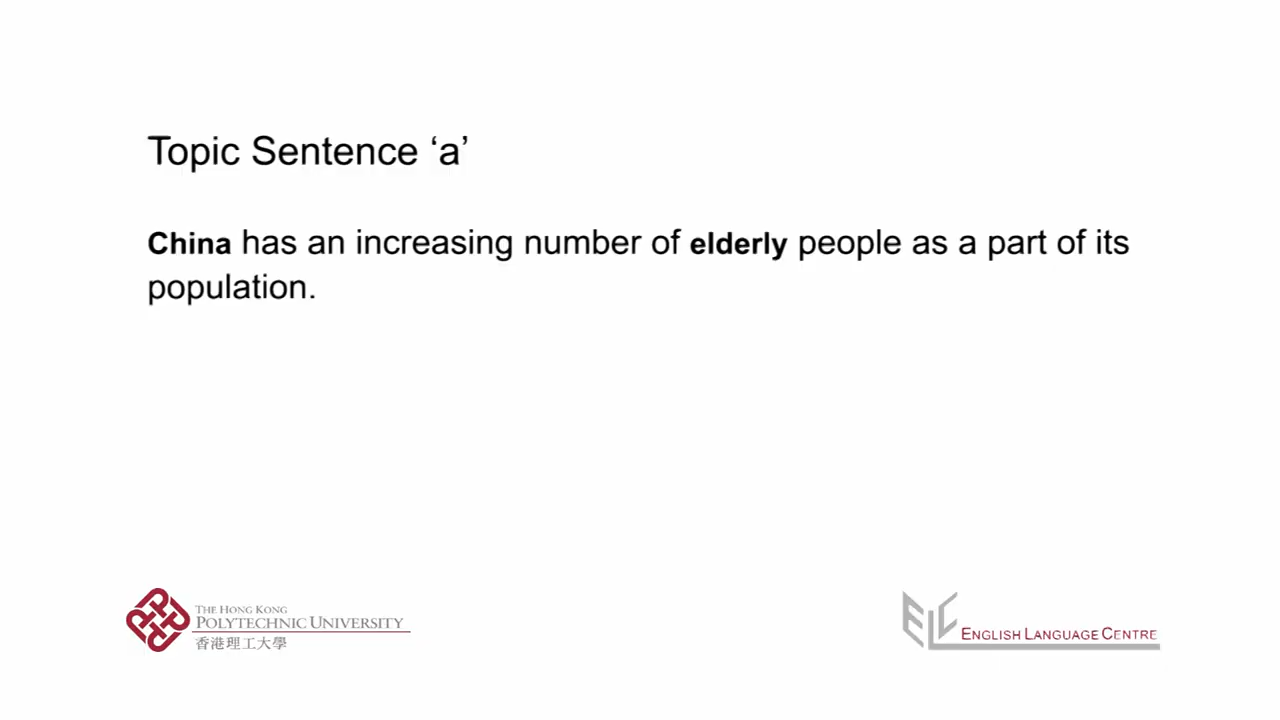 Topic Sentence ‘a’
China has an increasing number of elderly people as a part of its
population.
THE HONG KONG
POLYTECHNIC UNIVERSITY
香港理工大學
ELC
ENGLISH LANGUAGE CENTRE